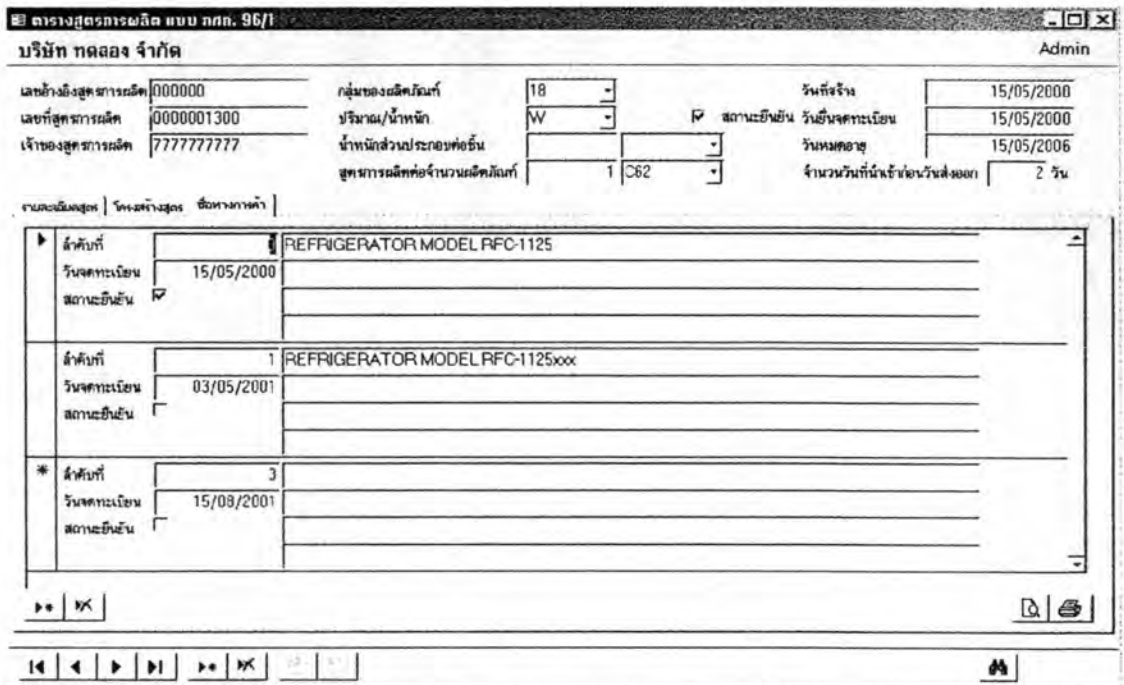 ตารางสูตรการผลิต แบบ กศก. 96/1
บริษัท ทดลอง จำกัด Admin
เลขอ้างอิงสูตรการผลิต 000000 กลุ่มของผลิตภัณฑ์ 18 วันที่สร้าง 15/05/2000
เลขที่สูตรการผลิต 0000001300 ปริมาณ/น้ำหนัก W สถานะยืนยัน วันยื่นจดทะเบียน 15/05/2000
เจ้าของสูตรการผลิต 7777777777 น้ำหนักส่วนประกอบต่อชิ้น วันหมดอายุ 15/05/2006
สูตรการผลิตต่อจำนวนผลิตภัณฑ์ 1 C62 จำนวนวันที่นำเข้าก่อนวันส่งออก 2 วัน
รายละเอียดสูตร โครงสร้างสูตร ชื่อทางการค้า
ลำดับที่ REFRIGERATOR MODEL RFC-1125
วันจดทะเบียน 15/05/2000
สถานะยืนยัน
ลำดับที่ 1 REFRIGERATOR MODEL RFC-1125xxx
วันจดทะเบียน 03/05/2001
สถานะยืนยัน
ลำดับที่ 3
วันจดทะเบียน 15/08/2001
สถานะยืนยัน